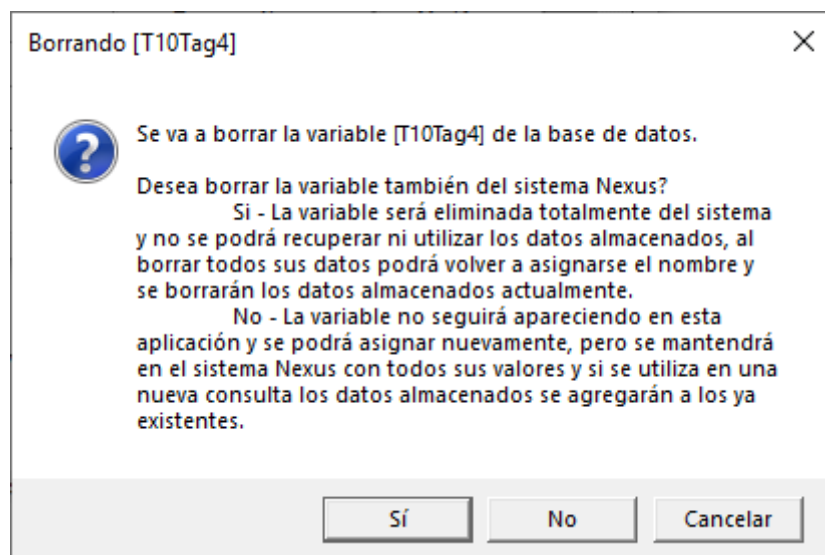 Borrando [T10Tag4]
Se va a borrar la variable [T10Tag4] de la base de datos.
Desea borrar la variable también del sistema Nexus?
Si - La variable será eliminada totalmente del sistema
y no se podrá recuperar ni utilizar los datos almacenados, al
borrar todos sus datos podrá volver a asignarse el nombre y
se borrarán los datos almacenados actualmente.
No - La variable no seguirá apareciendo en esta
aplicación y se podrá asignar nuevamente, pero se mantendrá
en el sistema Nexus con todos sus valores y si se utiliza en una
nueva consulta los datos almacenados se agregarán a los ya
existentes.
Sí
No
Cancelar